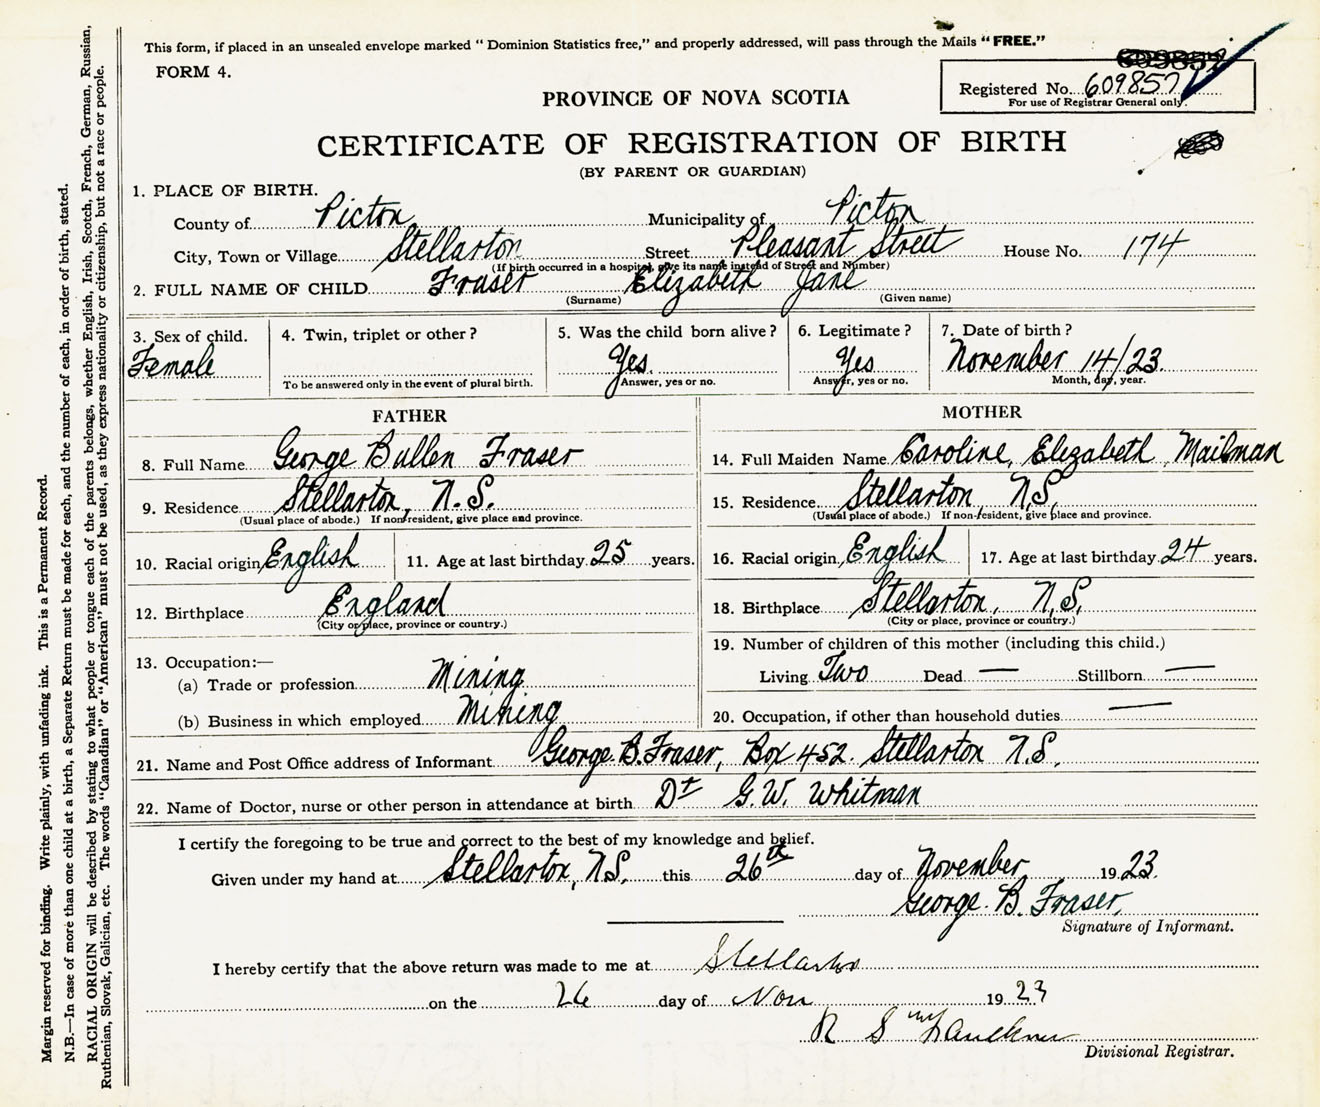 This form, if placed in an unsealed envelope marked "Dominion Statistics free," and properly addressed, will pass through the Mails "FREE."
FORM 4.
Registered No. 609857
For use of Registrar General only.
PROVINCE OF NOVA SCOTIA
CERTIFICATE OF REGISTRATION OF BIRTH
(BY PARENT OR GUARDIAN)
1. PLACE OF BIRTH.
County of Picton Municipality of Picton
City, Town or Village Stellarton Street Pleasant Street House No. 174
(If birth occurred in a hospital, give its name instead of Street and Number)
2. FULL NAME OF CHILD Fraser Elizabeth Jane
(Surname) (Given name)
3. Sex of child. 4. Twin, triplet or other? 5. Was the child born alive? 6. Legitimate? 7. Date of birth?
Female Yes. Yes November 14/23
To be answered only in the event of plural birth. Answer, yes or no. Answer, yes or no. Month, day, year.
FATHER MOTHER
8. Full Name George Bullen Fraser 14. Full Maiden Name Caroline, Elizabeth Mailman
9. Residence Stellarton, N.S. 15. Residence Stellarton N.S.
(Usual place of abode.) If non-resident, give place and province. (Usual place of abode.) If non-resident, give place and province.
10. Racial origin English 11. Age at last birthday 25 years. 16. Racial origin English 17. Age at last birthday 24 years.
12. Birthplace England 18. Birthplace Stellarton, N.S.
(City or place, province or country.) (City or place, province or country.)
13. Occupation:— 19. Number of children of this mother (including this child.)
(a) Trade or profession Mining Living Two Dead — Stillborn —
(b) Business in which employed Mining 20. Occupation, if other than household duties —
21. Name and Post Office address of Informant George B. Fraser, Box 452. Stellarton N.S.
22. Name of Doctor, nurse or other person in attendance at birth Dr G.W. Whitman
I certify the foregoing to be true and correct to the best of my knowledge and belief.
Given under my hand at Stellarton, N.S. this 26th day of November 1923.
George B. Fraser,
Signature of Informant.
I hereby certify that the above return was made to me at Stellarton
on the 26 day of Nov 1923
R S Faulkner
Divisional Registrar.
Margin reserved for binding. Write plainly, with unfading ink. This is a Permanent Record.
N.B.—In case of more than one child at a birth, a Separate Return must be made for each, and the number of each, in order of birth, stated.
RACIAL ORIGIN will be described by stating to what people or tongue each of the parents belongs, whether English, Irish, Scotch, French, German, Russian,
Ruthenian, Slovak, Galician, etc. The words "Canadian" or "American" must not be used, as they express nationality or citizenship, but not a race or people.